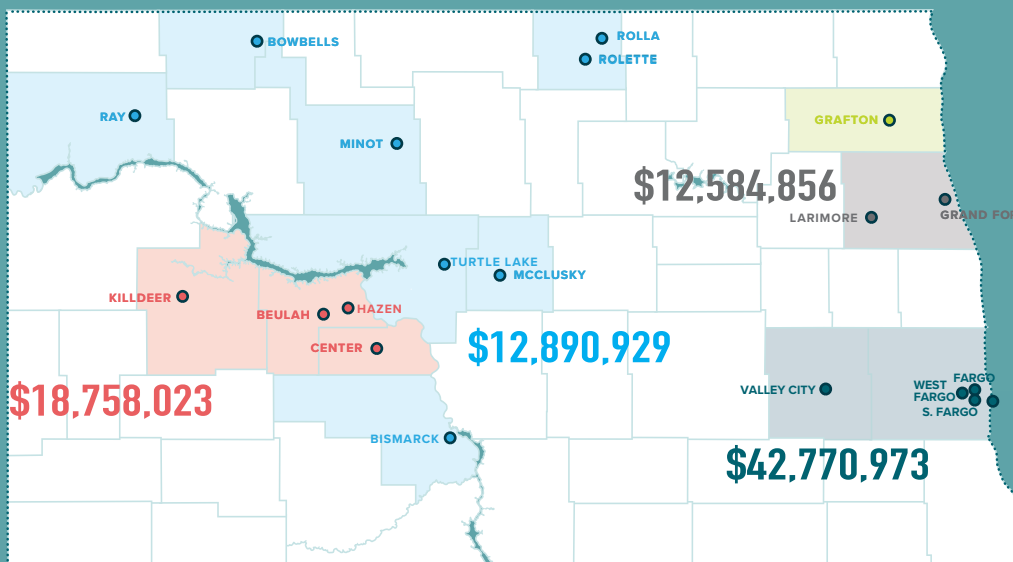 BOWBELLS
ROLLA
ROLETTE
RAY
GRAFTON
MINOT
$12,584,856
LARIMORE
GRAND FO
TURTLE LAKE
MCCLUSKY
KILLDEER
BEULAH
HAZEN
CENTER
$12,890,929
$18,758,023
VALLEY CITY
FARGO
WEST
FARGO
S. FARGO
BISMARCK
$42,770,973